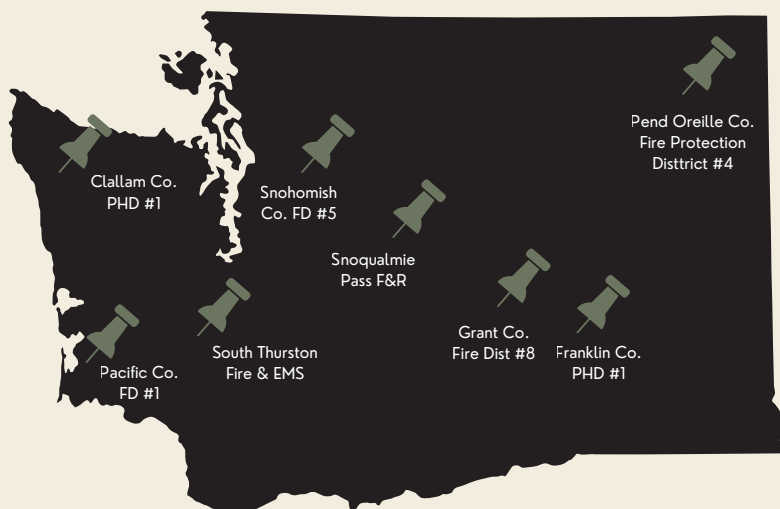 Pend Oreille Co.
Fire Protection
Disttrict #4
Clallam Co.
PHD #1
Snohomish
Co. FD #5
Snoqualmie
Pass F&R
Grant Co.
Fire Dist #8
Franklin Co.
PHD #1
South Thurston
Fire & EMS
Pacific Co.
FD #1